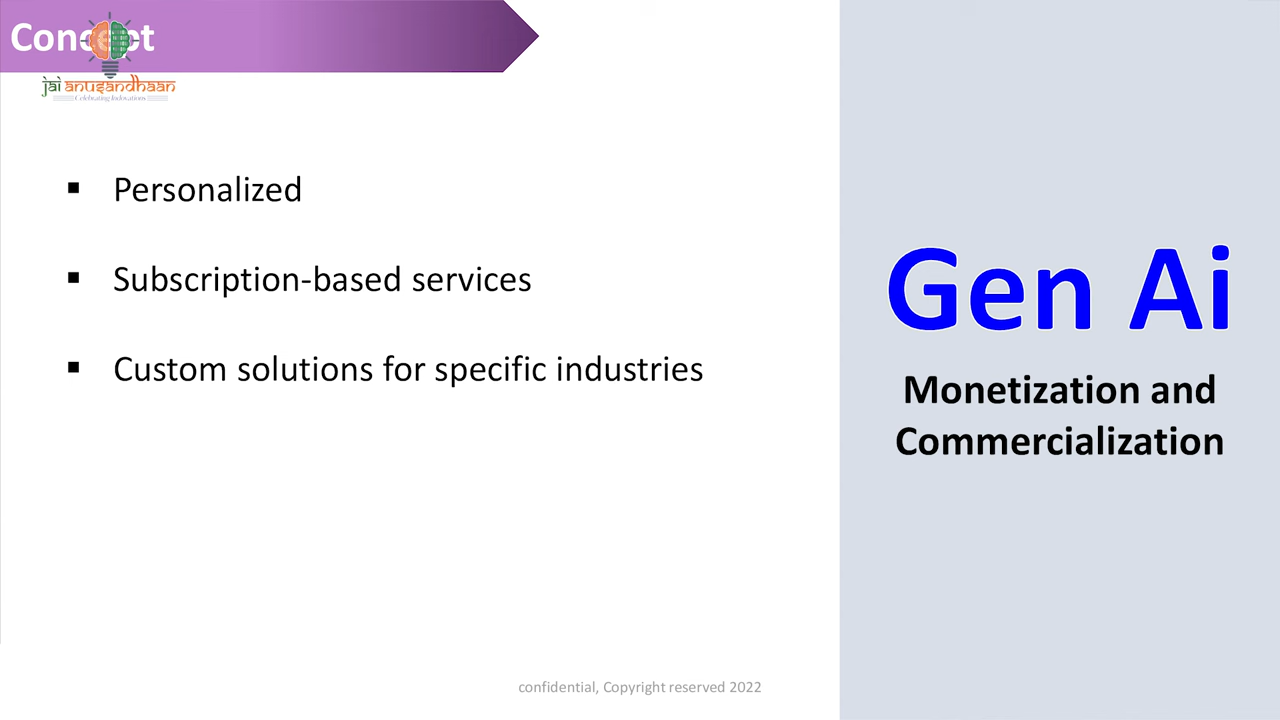 Concept
jai anusandhaan
Celebrating Indovations
Personalized
Subscription-based services
Custom solutions for specific industries
Gen Ai
Monetization and
Commercialization
confidential, Copyright reserved 2022